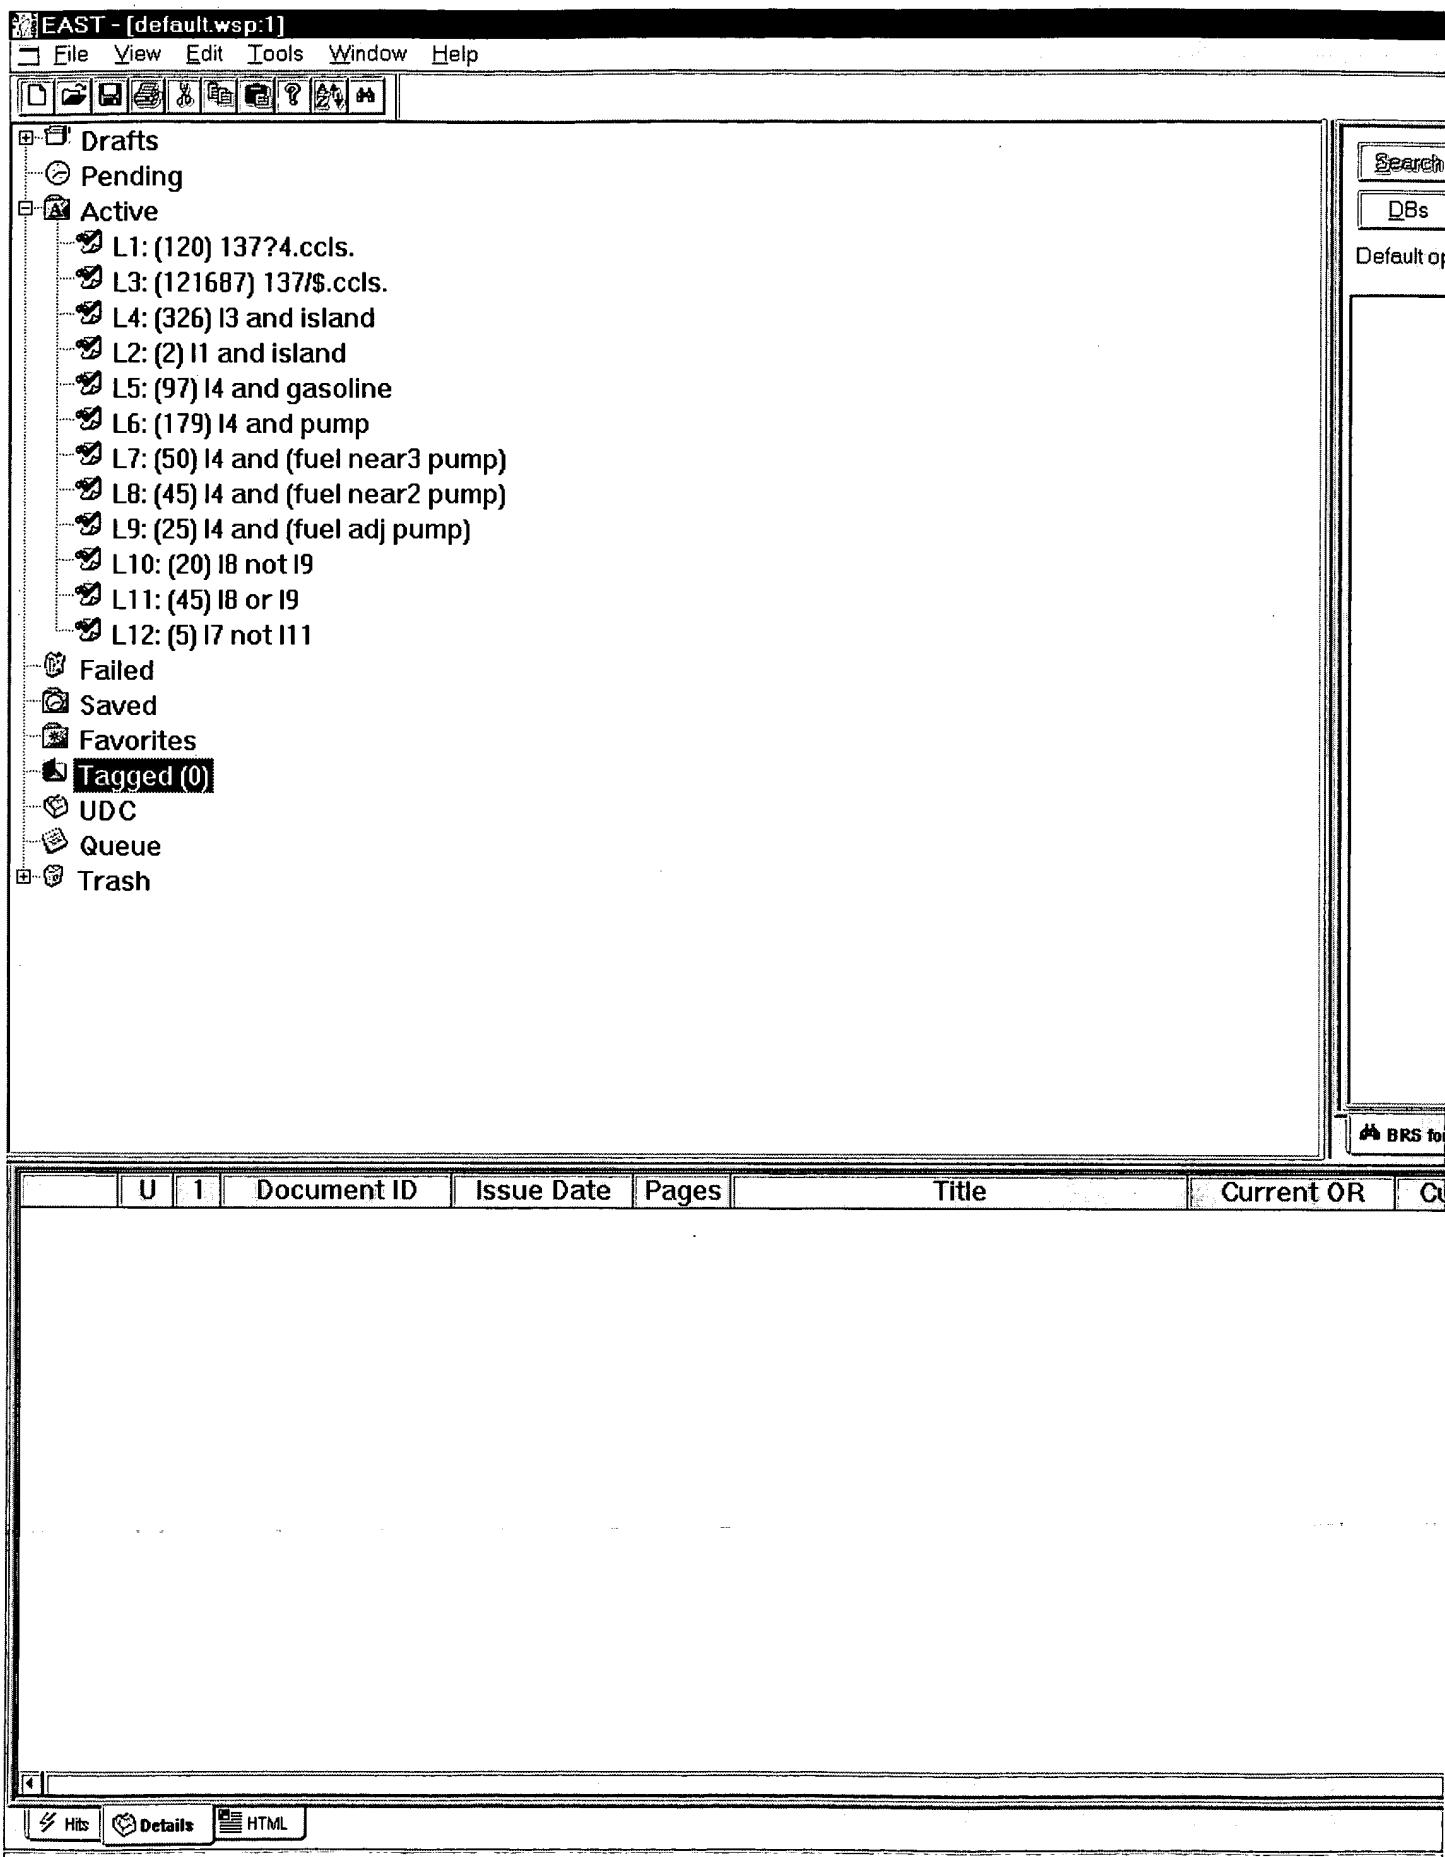 EAST - [default.wsp:1]
File View Edit Tools Window Help
Drafts
Pending
Active
L1: (120) 137?4.ccls.
L3: (121687) 137/$.ccls.
L4: (326) l3 and island
L2: (2) l1 and island
L5: (97) l4 and gasoline
L6: (179) l4 and pump
L7: (50) l4 and (fuel near3 pump)
L8: (45) l4 and (fuel near2 pump)
L9: (25) l4 and (fuel adj pump)
L10: (20) l8 not l9
L11: (45) l8 or l9
L12: (5) l7 not l11
Failed
Saved
Favorites
Tagged (0)
UDC
Queue
Trash
Search
DBs
Default op
BRS for
U 1 Document ID Issue Date Pages Title Current OR Cu
Hits Details HTML